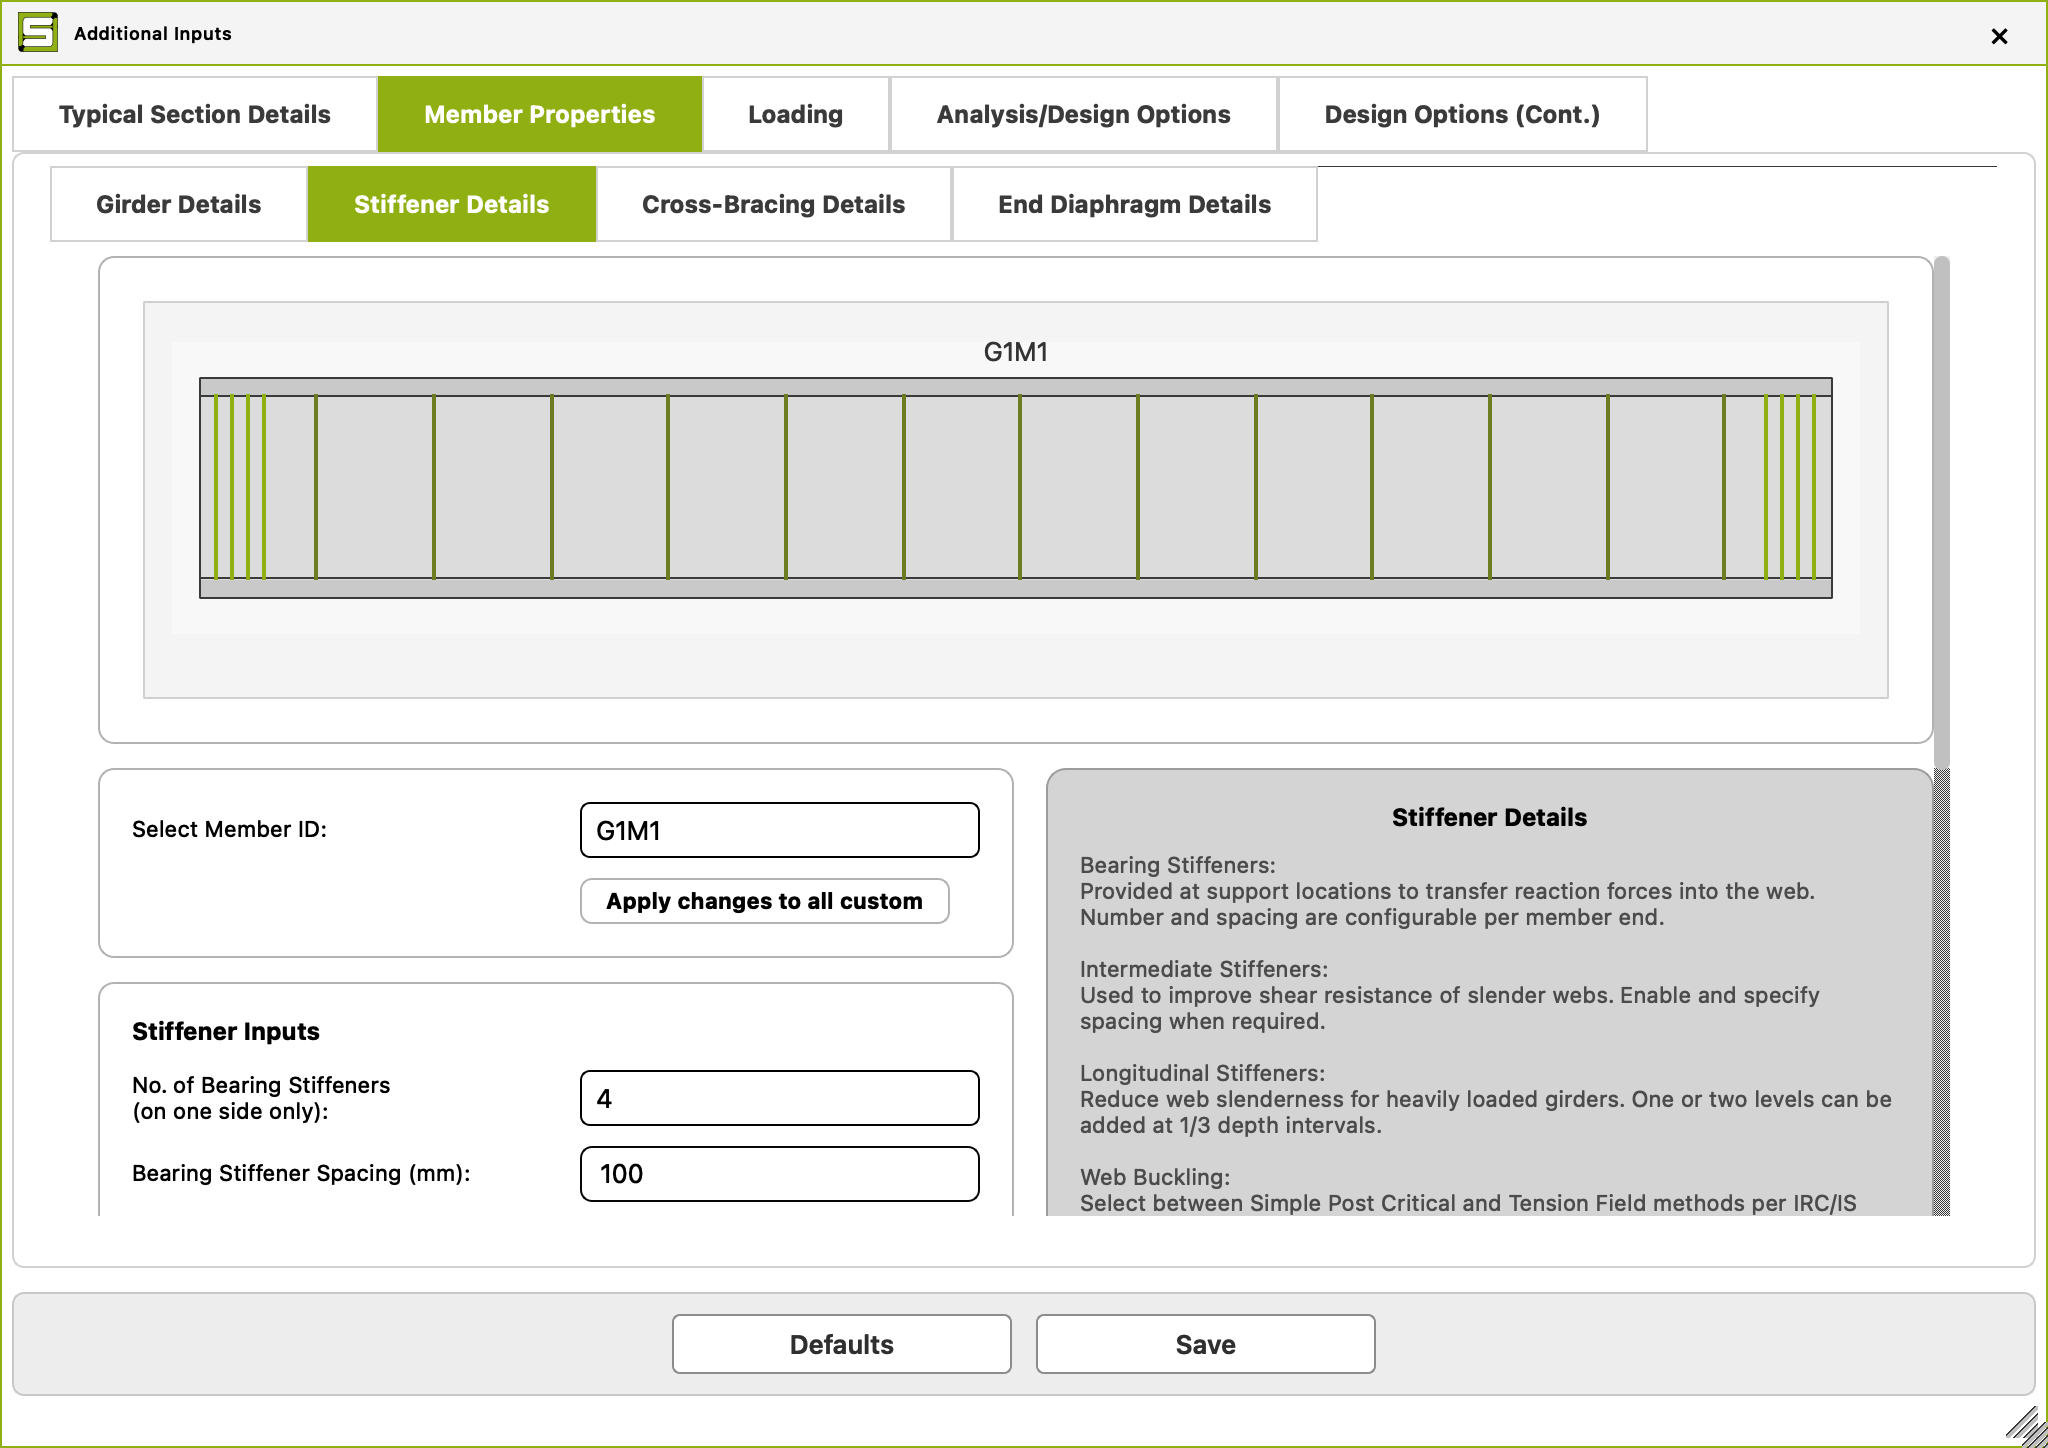 Additional Inputs
Typical Section Details
Member Properties
Loading
Analysis/Design Options
Design Options (Cont.)
Girder Details
Stiffener Details
Cross-Bracing Details
End Diaphragm Details
G1M1
Select Member ID:
G1M1
Apply changes to all custom
Stiffener Inputs
No. of Bearing Stiffeners
(on one side only):
4
Bearing Stiffener Spacing (mm):
100
Stiffener Details
Bearing Stiffeners:
Provided at support locations to transfer reaction forces into the web.
Number and spacing are configurable per member end.
Intermediate Stiffeners:
Used to improve shear resistance of slender webs. Enable and specify
spacing when required.
Longitudinal Stiffeners:
Reduce web slenderness for heavily loaded girders. One or two levels can be
added at 1/3 depth intervals.
Web Buckling:
Select between Simple Post Critical and Tension Field methods per IRC/IS
Defaults
Save